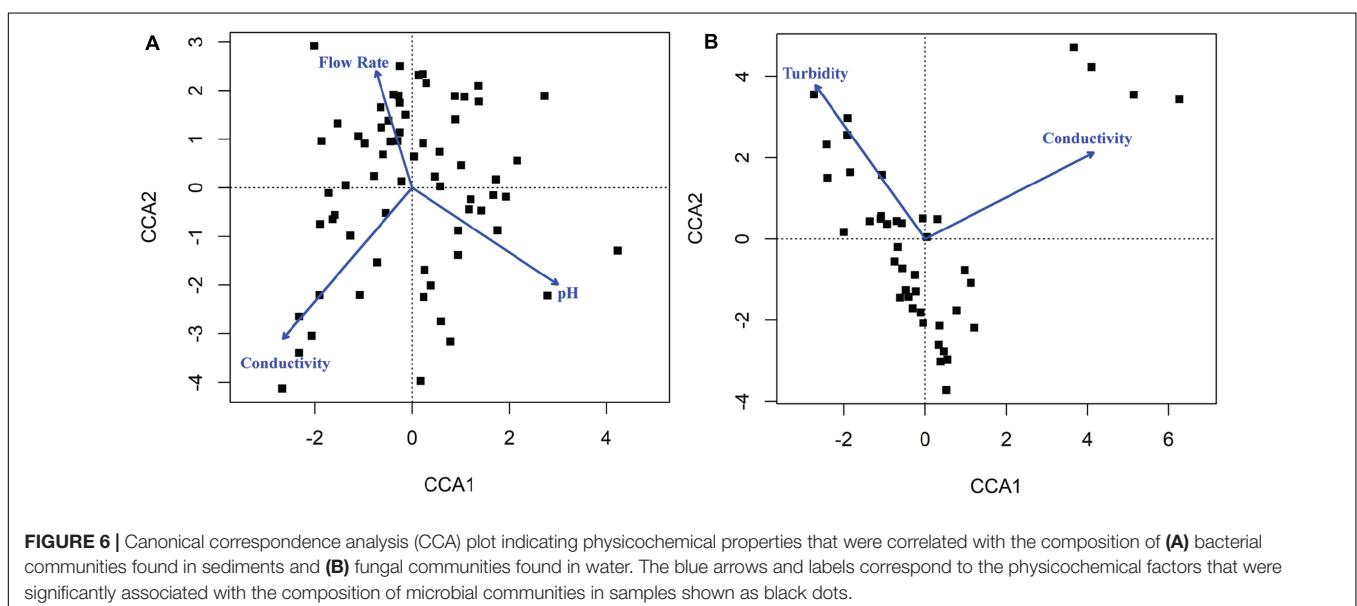 A
B
3
2
1
0
-1
-2
-3
-4
CCA2
Flow Rate
pH
Conductivity
-2 0 2 4
CCA1
4
2
0
-2
-4
CCA2
Turbidity
Conductivity
-2 0 2 4 6
CCA1
FIGURE 6 | Canonical correspondence analysis (CCA) plot indicating physicochemical properties that were correlated with the composition of (A) bacterial
communities found in sediments and (B) fungal communities found in water. The blue arrows and labels correspond to the physicochemical factors that were
significantly associated with the composition of microbial communities in samples shown as black dots.